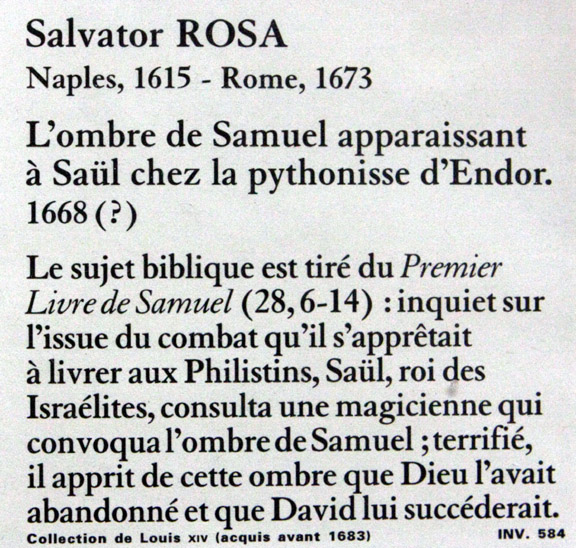 Salvator ROSA
Naples, 1615 - Rome, 1673
L'ombre de Samuel apparaissant
à Saül chez la pythonisse d'Endor.
1668 (?)
Le sujet biblique est tiré du Premier
Livre de Samuel (28, 6-14) : inquiet sur
l'issue du combat qu'il s'apprêtait
à livrer aux Philistins, Saül, roi des
Israélites, consulta une magicienne qui
convoqua l'ombre de Samuel ; terrifié,
il apprit de cette ombre que Dieu l'avait
abandonné et que David lui succéderait.
Collection de Louis XIV (acquis avant 1683) INV. 584